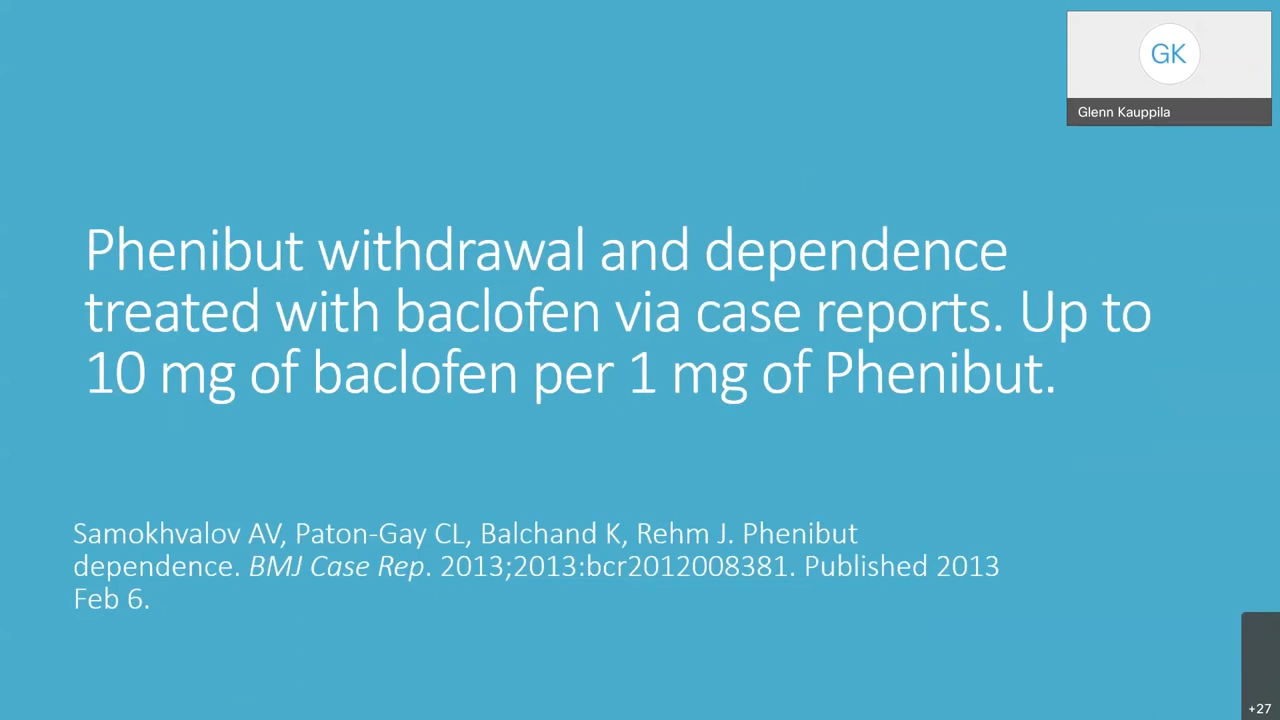 GK
Glenn Kauppila
Phenibut withdrawal and dependence
treated with baclofen via case reports. Up to
10 mg of baclofen per 1 mg of Phenibut.
Samokhvalov AV, Paton-Gay CL, Balchand K, Rehm J. Phenibut
dependence. BMJ Case Rep. 2013;2013:bcr2012008381. Published 2013
Feb 6.
+27